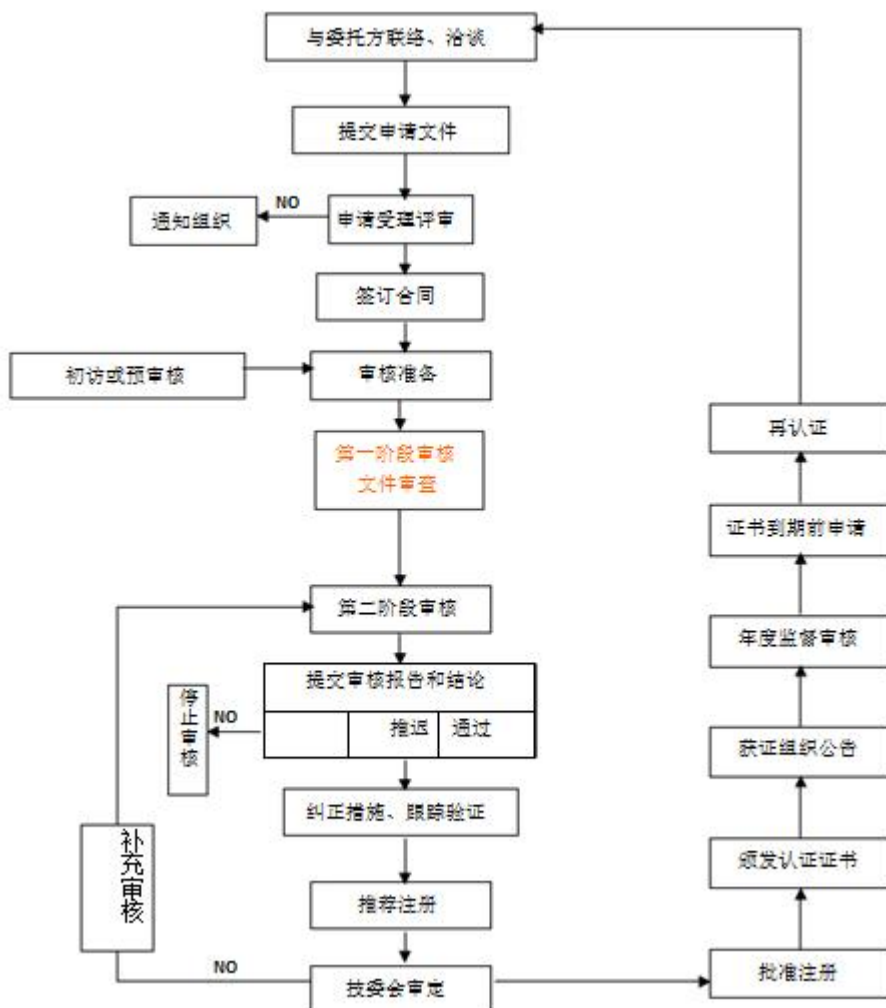 与委托方联络、洽谈
提交申请文件
NO
通知组织
申请受理评审
签订合同
初访或预审核
审核准备
第一阶段审核
文件审查
第二阶段审核
提交审核报告和结论
推迟
通过
NO
停止审核
纠正措施、跟踪验证
补充审核
推荐注册
NO
技委会审定
批准注册
颁发认证证书
获证组织公告
年度监督审核
证书到期前申请
再认证